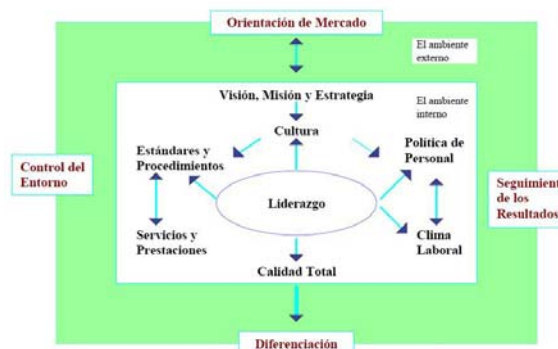 Orientación de Mercado
El ambiente
externo
Visión, Misión y Estrategia
El ambiente
interno
Cultura
Estándares y
Procedimientos
Política de
Personal
Control del
Entorno
Liderazgo
Seguimiento
de los
Resultados
Servicios y
Prestaciones
Clima
Laboral
Calidad Total
Diferenciación